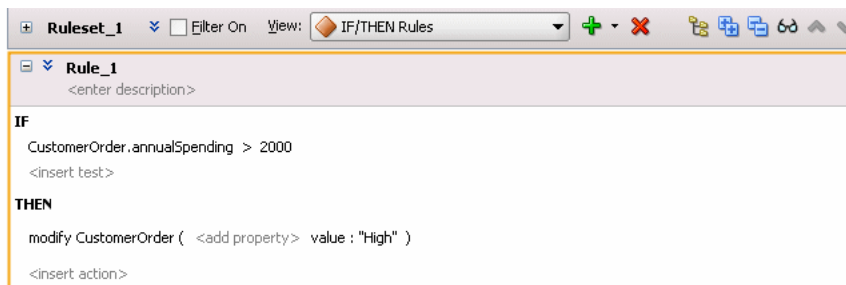 Ruleset_1 Filter On View: IF/THEN Rules
Rule_1
<enter description>
IF
CustomerOrder.annualSpending > 2000
<insert test>
THEN
modify CustomerOrder ( <add property> value : "High" )
<insert action>